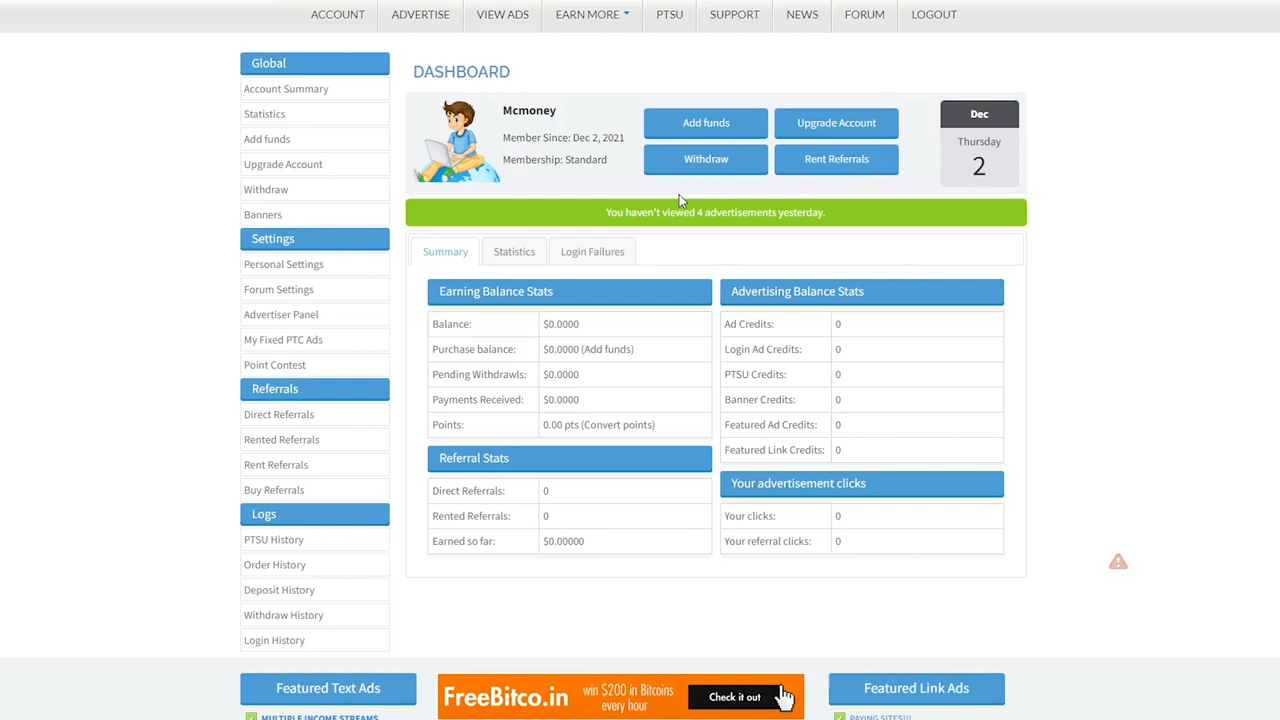 ACCOUNT ADVERTISE VIEW ADS EARN MORE PTSU SUPPORT NEWS FORUM LOGOUT
Global
Account Summary
Statistics
Add funds
Upgrade Account
Withdraw
Banners
Settings
Personal Settings
Forum Settings
Advertiser Panel
My Fixed PTC Ads
Point Contest
Referrals
Direct Referrals
Rented Referrals
Rent Referrals
Buy Referrals
Logs
PTSU History
Order History
Deposit History
Withdraw History
Login History
DASHBOARD
Mcmoney
Member Since: Dec 2, 2021
Membership: Standard
Add funds Upgrade Account
Withdraw Rent Referrals
Dec
Thursday
2
You haven't viewed 4 advertisements yesterday.
Summary Statistics Login Failures
Earning Balance Stats
Balance: $0.0000
Purchase balance: $0.0000 (Add funds)
Pending Withdrawls: $0.0000
Payments Received: $0.0000
Points: 0.00 pts (Convert points)
Referral Stats
Direct Referrals: 0
Rented Referrals: 0
Earned so far: $0.00000
Advertising Balance Stats
Ad Credits: 0
Login Ad Credits: 0
PTSU Credits: 0
Banner Credits: 0
Featured Ad Credits: 0
Featured Link Credits: 0
Your advertisement clicks
Your clicks: 0
Your referral clicks: 0
Featured Text Ads
MULTIPLE INCOME STREAMS
FreeBitco.in
win $200 in Bitcoins
every hour
Check it out
Featured Link Ads
PAYING SITES!!!